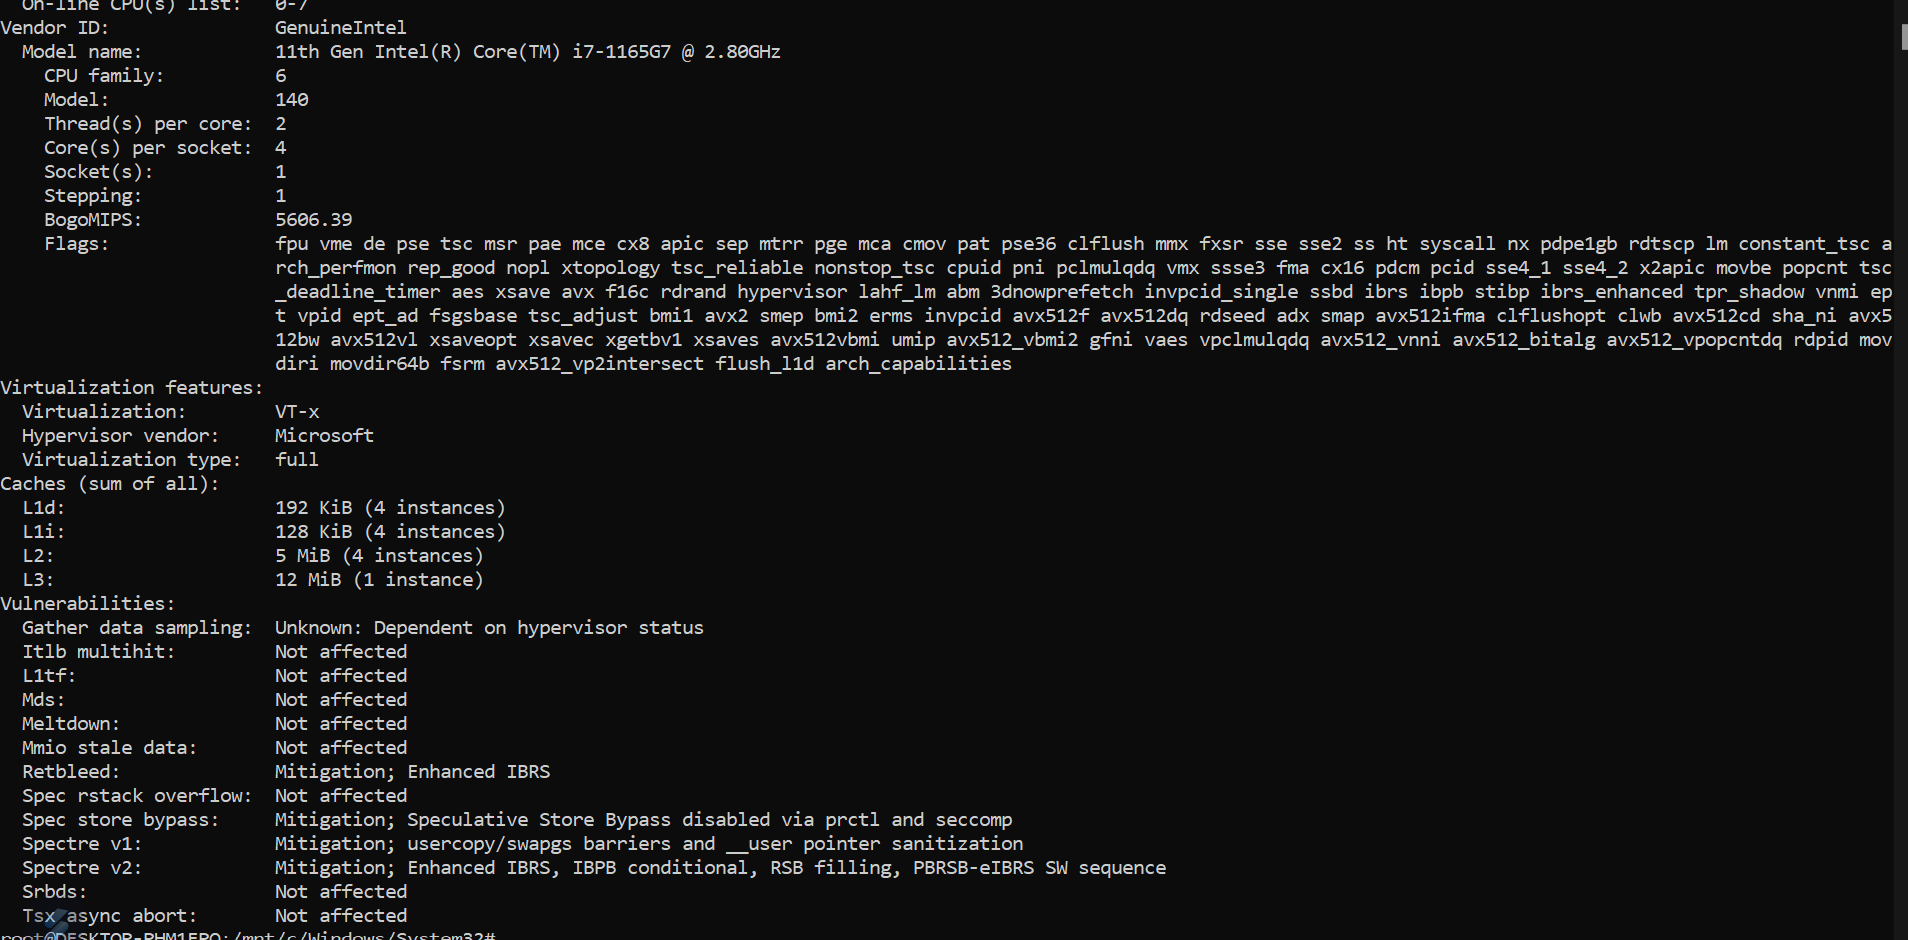 On-line CPU(s) list: 0-7
Vendor ID: GenuineIntel
Model name: 11th Gen Intel(R) Core(TM) i7-1165G7 @ 2.80GHz
CPU family: 6
Model: 140
Thread(s) per core: 2
Core(s) per socket: 4
Socket(s): 1
Stepping: 1
BogoMIPS: 5606.39
Flags: fpu vme de pse tsc msr pae mce cx8 apic sep mtrr pge mca cmov pat pse36 clflush mmx fxsr sse sse2 ss ht syscall nx pdpe1gb rdtscp lm constant_tsc a
rch_perfmon rep_good nopl xtopology tsc_reliable nonstop_tsc cpuid pni pclmulqdq vmx ssse3 fma cx16 pdcm pcid sse4_1 sse4_2 x2apic movbe popcnt tsc
_deadline_timer aes xsave avx f16c rdrand hypervisor lahf_lm abm 3dnowprefetch invpcid_single ssbd ibrs ibpb stibp ibrs_enhanced tpr_shadow vnmi ep
t vpid ept_ad fsgsbase tsc_adjust bmi1 avx2 smep bmi2 erms invpcid avx512f avx512dq rdseed adx smap avx512ifma clflushopt clwb avx512cd sha_ni avx5
12bw avx512vl xsaveopt xsavec xgetbv1 xsaves avx512vbmi umip avx512_vbmi2 gfni vaes vpclmulqdq avx512_vnni avx512_bitalg avx512_vpopcntdq rdpid mov
diri movdir64b fsrm avx512_vp2intersect flush_l1d arch_capabilities
Virtualization features:
Virtualization: VT-x
Hypervisor vendor: Microsoft
Virtualization type: full
Caches (sum of all):
L1d: 192 KiB (4 instances)
L1i: 128 KiB (4 instances)
L2: 5 MiB (4 instances)
L3: 12 MiB (1 instance)
Vulnerabilities:
Gather data sampling: Unknown: Dependent on hypervisor status
Itlb multihit: Not affected
L1tf: Not affected
Mds: Not affected
Meltdown: Not affected
Mmio stale data: Not affected
Retbleed: Mitigation; Enhanced IBRS
Spec rstack overflow: Not affected
Spec store bypass: Mitigation; Speculative Store Bypass disabled via prctl and seccomp
Spectre v1: Mitigation; usercopy/swapgs barriers and __user pointer sanitization
Spectre v2: Mitigation; Enhanced IBRS, IBPB conditional, RSB filling, PBRSB-eIBRS SW sequence
Srbds: Not affected
Tsx async abort: Not affected